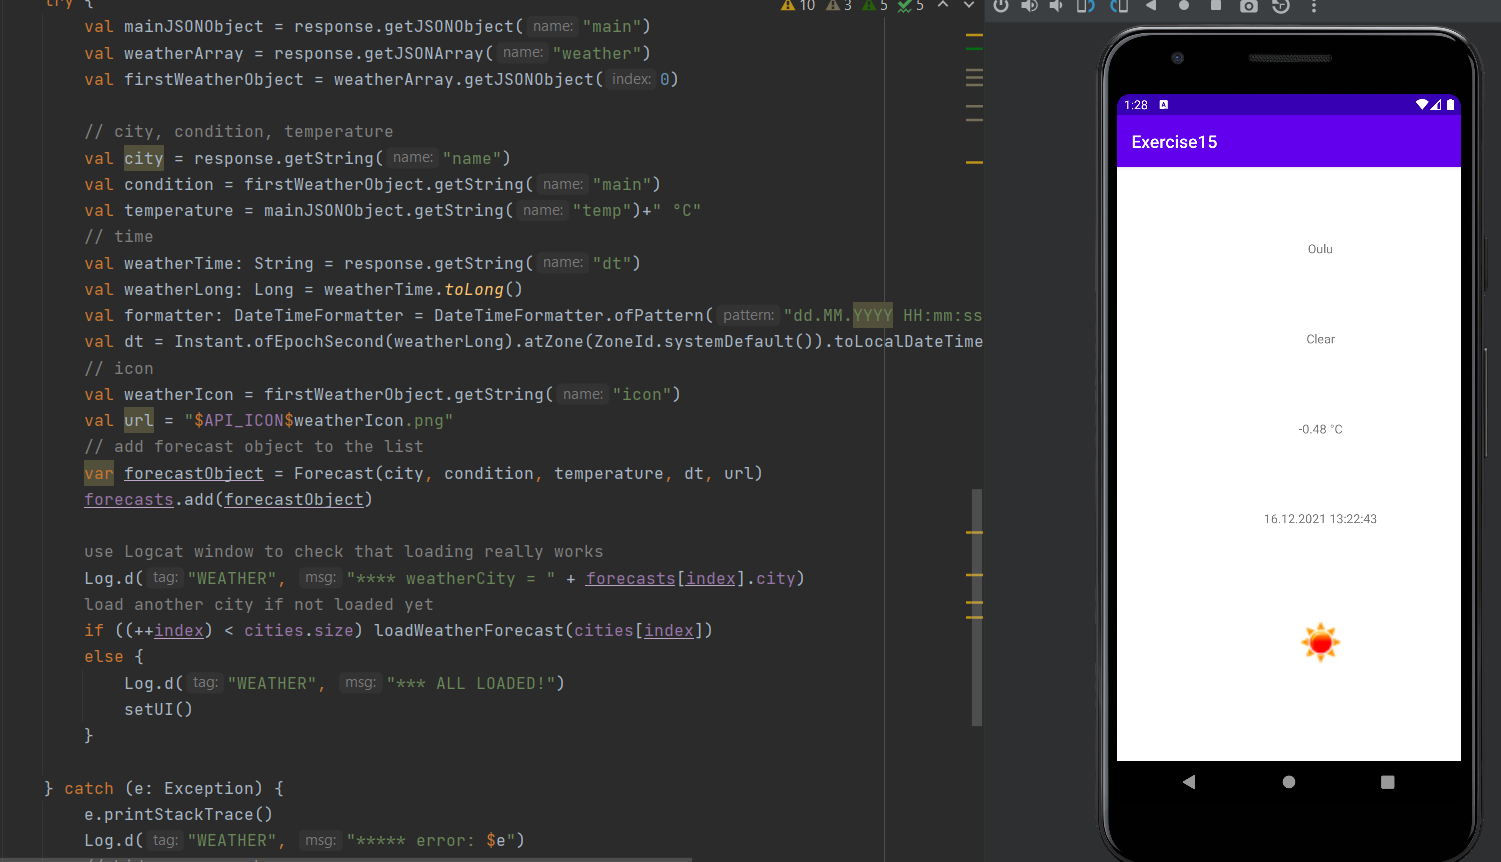 try {
10 3 5 5
val mainJSONObject = response.getJSONObject( name: "main")
val weatherArray = response.getJSONArray( name: "weather")
val firstWeatherObject = weatherArray.getJSONObject( index: 0)
// city, condition, temperature
val city = response.getString( name: "name")
val condition = firstWeatherObject.getString( name: "main")
val temperature = mainJSONObject.getString( name: "temp")+" °C"
// time
val weatherTime: String = response.getString( name: "dt")
val weatherLong: Long = weatherTime.toLong()
val formatter: DateTimeFormatter = DateTimeFormatter.ofPattern( pattern: "dd.MM.YYYY HH:mm:ss
val dt = Instant.ofEpochSecond(weatherLong).atZone(ZoneId.systemDefault()).toLocalDateTime
// icon
val weatherIcon = firstWeatherObject.getString( name: "icon")
val url = "$API_ICON$weatherIcon.png"
// add forecast object to the list
var forecastObject = Forecast(city, condition, temperature, dt, url)
forecasts.add(forecastObject)
use Logcat window to check that loading really works
Log.d( tag: "WEATHER", msg: "**** weatherCity = " + forecasts[index].city)
load another city if not loaded yet
if ((++index) < cities.size) loadWeatherForecast(cities[index])
else {
Log.d( tag: "WEATHER", msg: "*** ALL LOADED!")
setUI()
}
} catch (e: Exception) {
e.printStackTrace()
Log.d( tag: "WEATHER", msg: "***** error: $e")
1:28
Exercise15
Oulu
Clear
-0.48 °C
16.12.2021 13:22:43